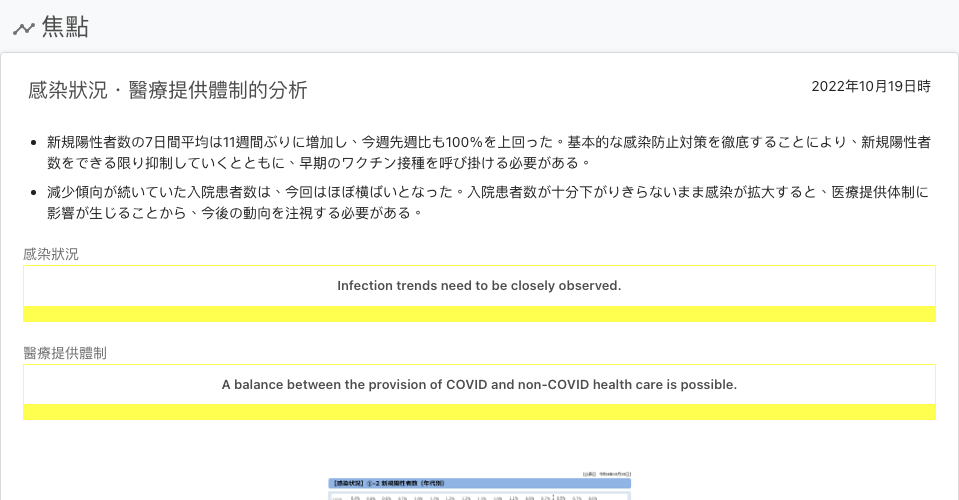 焦點
感染狀況・醫療提供體制的分析
2022年10月19日時
新規陽性者数の7日間平均は11週間ぶりに増加し、今週先週比も100%を上回った。基本的な感染防止対策を徹底することにより、新規陽性者
数をできる限り抑制していくとともに、早期のワクチン接種を呼び掛ける必要がある。
減少傾向が続いていた入院患者数は、今回はほぼ横ばいとなった。入院患者数が十分下がりきらないまま感染が拡大すると、医療提供体制に
影響が生じることから、今後の動向を注視する必要がある。
感染狀況
Infection trends need to be closely observed.
醫療提供體制
A balance between the provision of COVID and non-COVID health care is possible.
【感染状況】①-2 新規陽性者数（年代別）